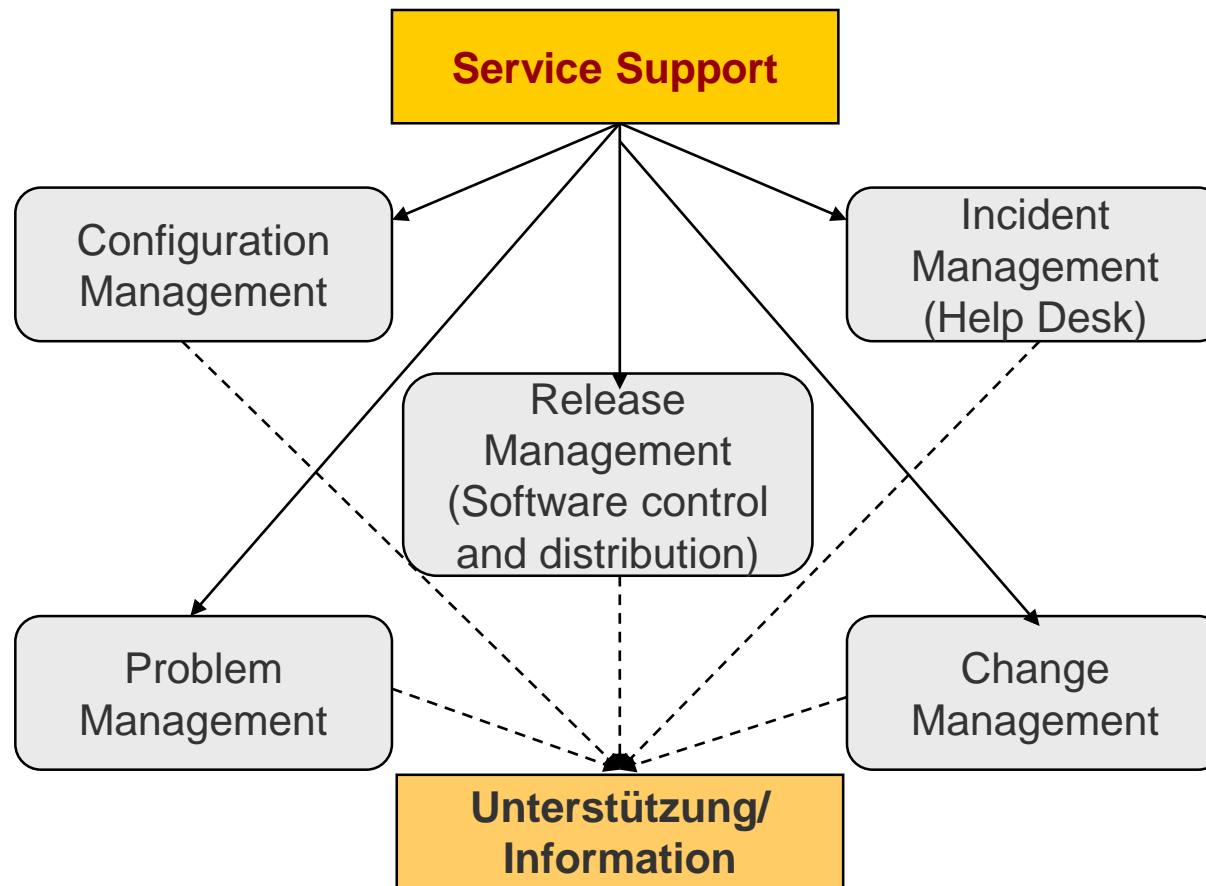 Service Support
Configuration
Management
Incident
Management
(Help Desk)
Release
Management
(Software control
and distribution)
Problem
Management
Change
Management
Unterstützung/
Information